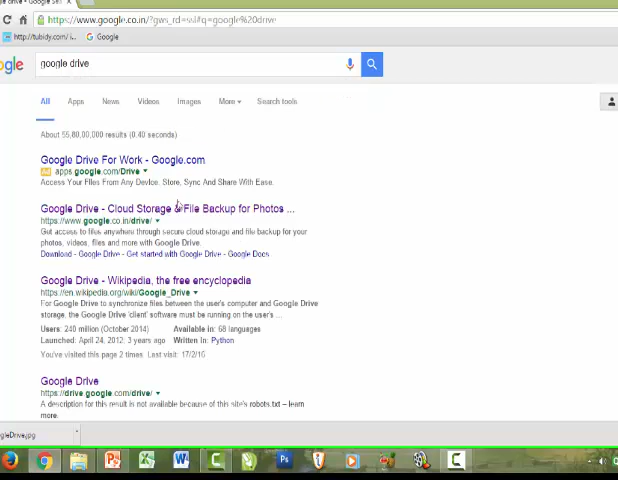 https://www.google.co.in/?gws_rd=ssl#q=google%20drive
http://tubidy.com/i...
Google
ogle
google drive
All
Apps
News
Videos
Images
More
Search tools
About 55,80,00,000 results (0.40 seconds)
Google Drive For Work - Google.com
Ad apps.google.com/Drive
Access Your Files From Any Device. Store, Sync And Share With Ease.
Google Drive - Cloud Storage & File Backup for Photos ...
https://www.google.co.in/drive/
Get access to files anywhere through secure cloud storage and file backup for your
photos, videos, files and more with Google Drive.
Download - Google Drive - Get started with Google Drive - Google Docs
Google Drive - Wikipedia, the free encyclopedia
https://en.wikipedia.org/wiki/Google_Drive
For Google Drive to synchronize files between the user's computer and Google Drive
storage, the Google Drive 'client' software must be running on the user's ...
Users: 240 million (October 2014) Available in: 68 languages
Launched: April 24, 2012; 3 years ago Written in: Python
You've visited this page 2 times. Last visit: 17/2/16
Google Drive
https://drive.google.com/drive/
A description for this result is not available because of this site's robots.txt – learn
more.
gleDrive.jpg
Ps